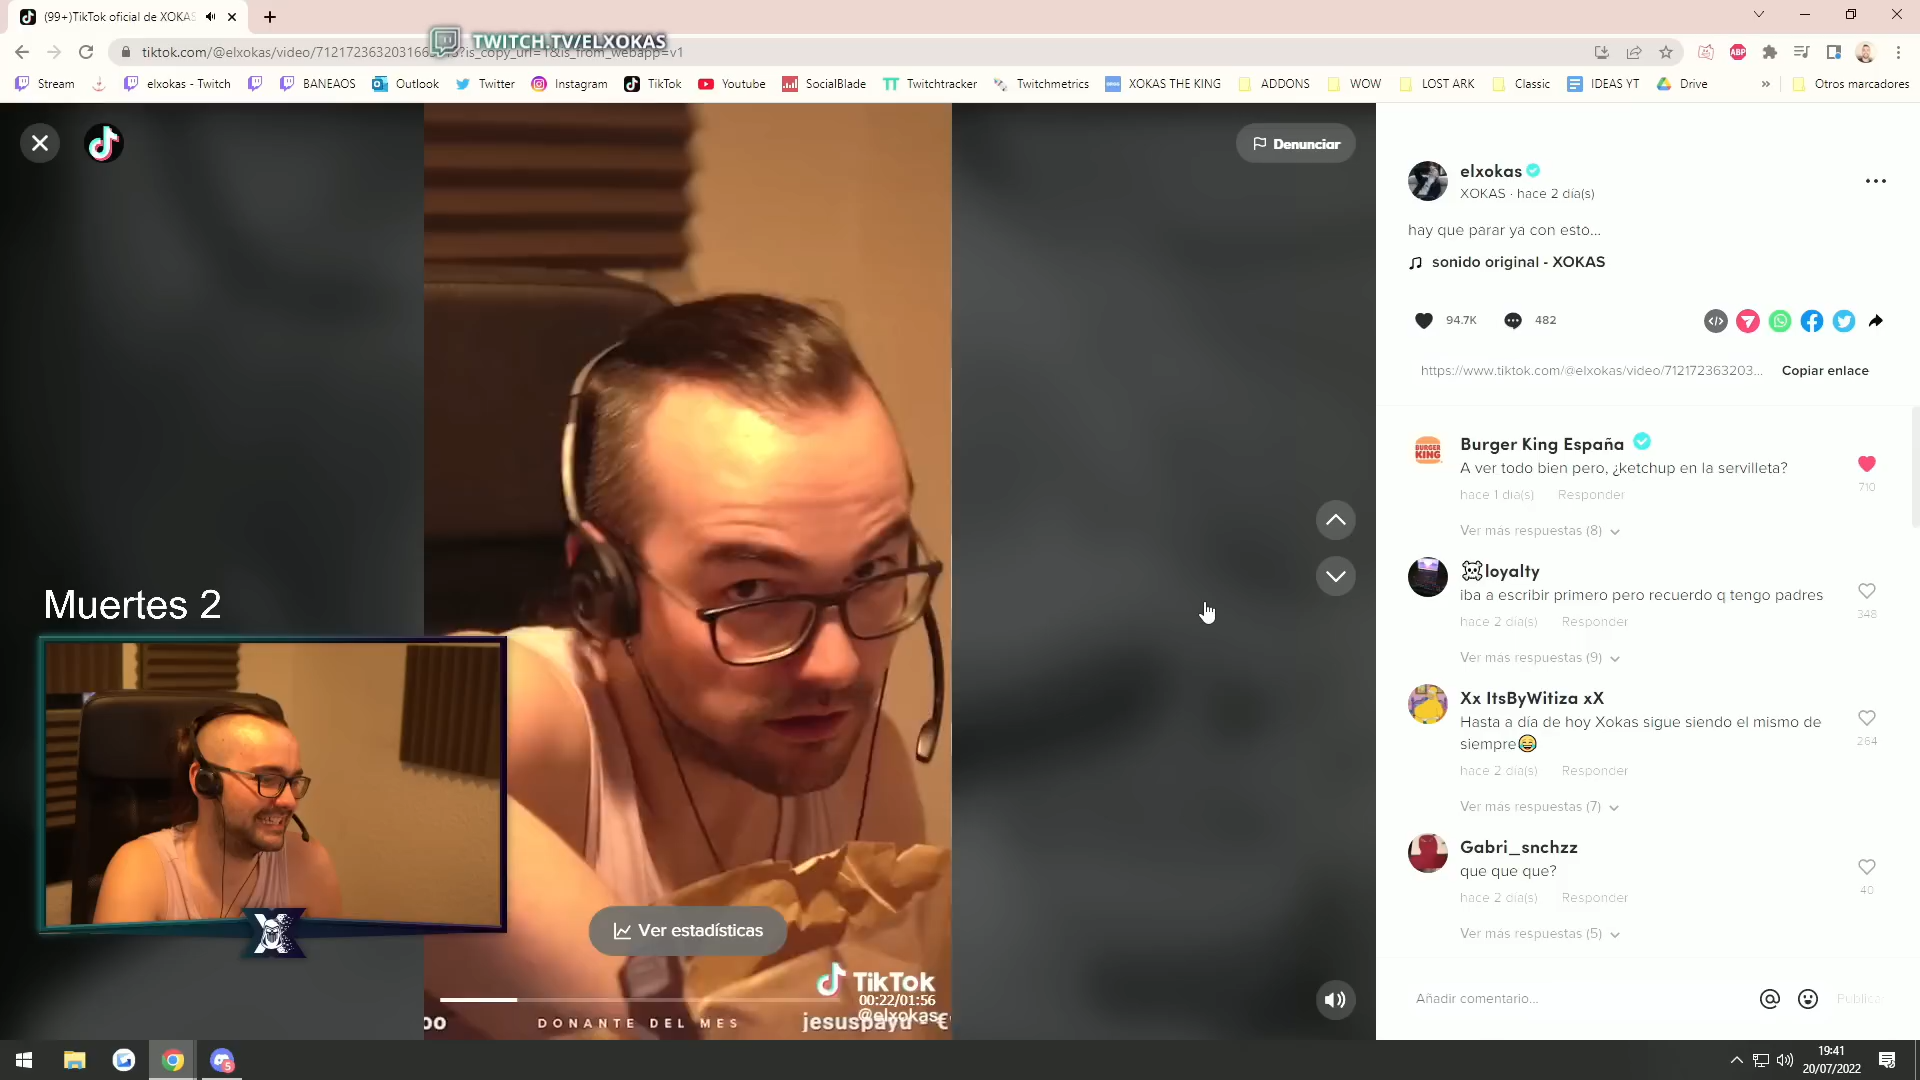 (99+)TikTok oficial de XOKAS
TWITCH.TV/ELXOKAS
Stream
elxokas - Twitch
BANEAOS
Outlook
Twitter
Instagram
TikTok
Youtube
SocialBlade
Twitchtracker
Twitchmetrics
XOKAS THE KING
ADDONS
WOW
LOST ARK
Classic
IDEAS YT
Drive
Otros marcadores
Denunciar
elxokas
XOKAS · hace 2 día(s)
hay que parar ya con esto...
sonido original - XOKAS
94.7K
482
https://www.tiktok.com/@elxokas/video/712172363203...
Copiar enlace
Burger King España
A ver todo bien pero, ¿ketchup en la servilleta?
710
hace 1 día(s)
Responder
Ver más respuestas (8)
loyalty
iba a escribir primero pero recuerdo q tengo padres
348
hace 2 día(s)
Responder
Ver más respuestas (9)
Xx ItsByWitiza xX
Hasta a día de hoy Xokas sigue siendo el mismo de
siempre😂
264
hace 2 día(s)
Responder
Ver más respuestas (7)
Gabri_snchzz
que que que?
40
hace 2 día(s)
Responder
Ver más respuestas (5)
Añadir comentario...
Muertes 2
BURGER
KING
Ver estadísticas
TikTok
00:22/01:56
@elxokas
DONANTE DEL MES
19:41
20/07/2022